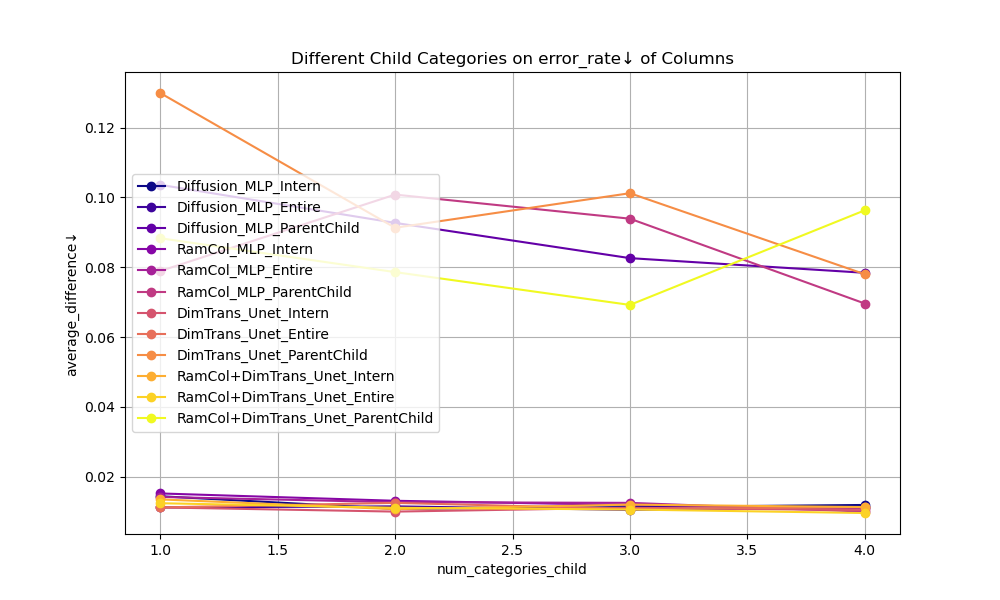 Different Child Categories on error_rate↓ of Columns
average_difference↓
0.12
0.10
0.08
0.06
0.04
0.02
Diffusion_MLP_Intern
Diffusion_MLP_Entire
Diffusion_MLP_ParentChild
RamCol_MLP_Intern
RamCol_MLP_Entire
RamCol_MLP_ParentChild
DimTrans_Unet_Intern
DimTrans_Unet_Entire
DimTrans_Unet_ParentChild
RamCol+DimTrans_Unet_Intern
RamCol+DimTrans_Unet_Entire
RamCol+DimTrans_Unet_ParentChild
1.0 1.5 2.0 2.5 3.0 3.5 4.0
num_categories_child